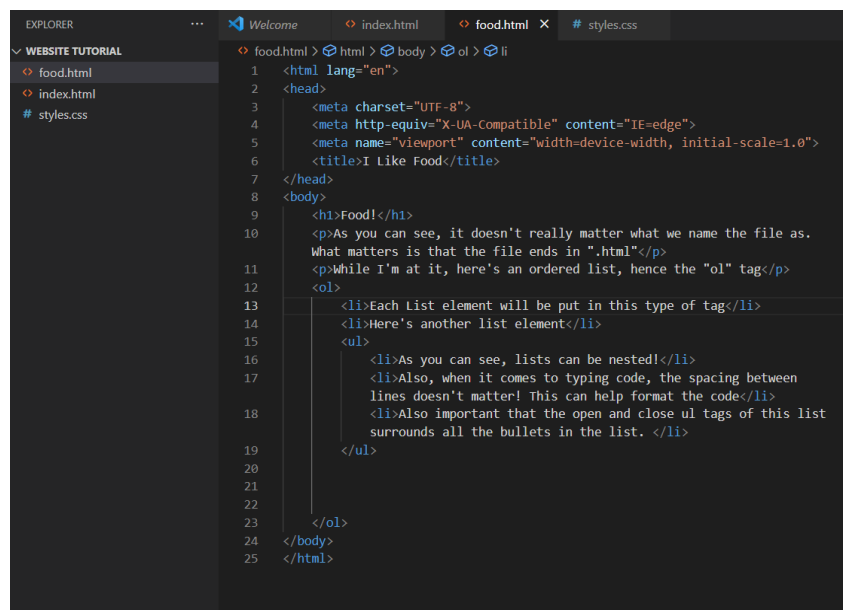 EXPLORER ···
Welcome index.html food.html styles.css
WEBSITE TUTORIAL
food.html
index.html
styles.css
food.html > html > body > ol > li
1 <html lang="en">
2 <head>
3 <meta charset="UTF-8">
4 <meta http-equiv="X-UA-Compatible" content="IE=edge">
5 <meta name="viewport" content="width=device-width, initial-scale=1.0">
6 <title>I Like Food</title>
7 </head>
8 <body>
9 <h1>Food!</h1>
10 <p>As you can see, it doesn't really matter what we name the file as.
What matters is that the file ends in ".html"</p>
11 <p>While I'm at it, here's an ordered list, hence the "ol" tag</p>
12 <ol>
13 <li>Each List element will be put in this type of tag</li>
14 <li>Here's another list element</li>
15 <ul>
16 <li>As you can see, lists can be nested!</li>
17 <li>Also, when it comes to typing code, the spacing between
lines doesn't matter! This can help format the code</li>
18 <li>Also important that the open and close ul tags of this list
surrounds all the bullets in the list. </li>
19 </ul>
20
21
22
23 </ol>
24 </body>
25 </html>